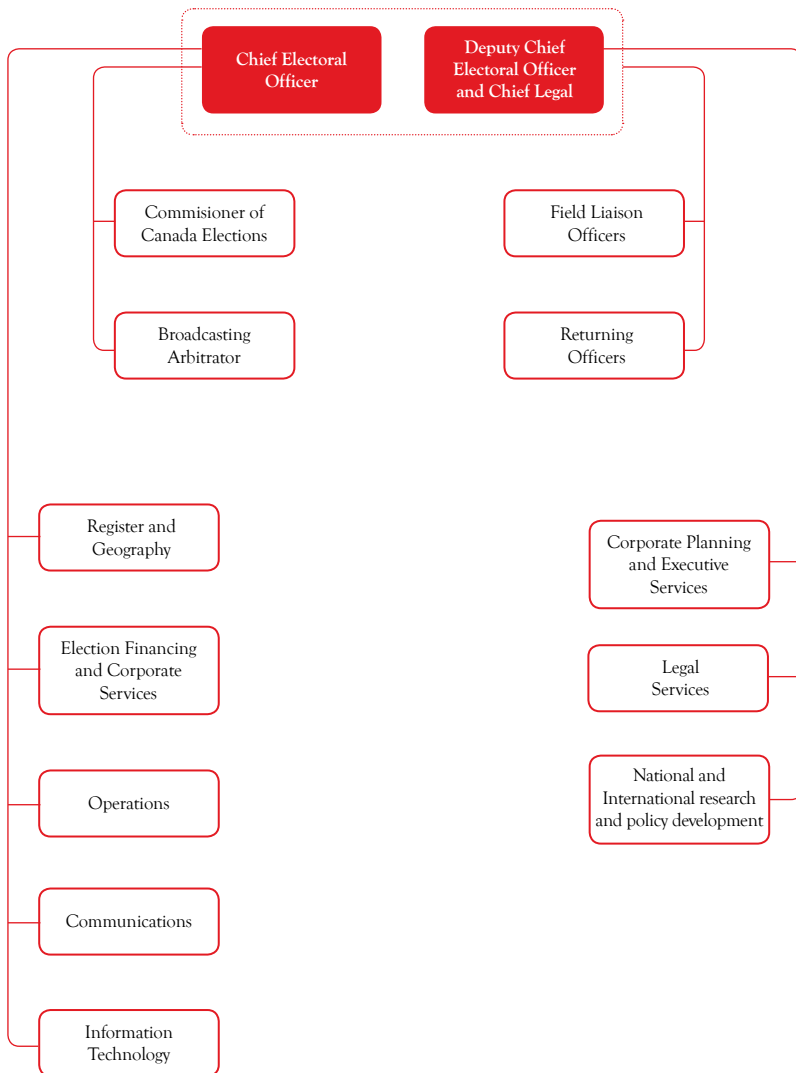 Chief Electoral
Officer
Deputy Chief
Electoral Officer
and Chief Legal
Commisioner of
Canada Elections
Field Liaison
Officers
Broadcasting
Arbitrator
Returning
Officers
Register and
Geography
Corporate Planning
and Executive
Services
Election Financing
and Corporate
Services
Legal
Services
National and
International research
and policy development
Operations
Communications
Information
Technology